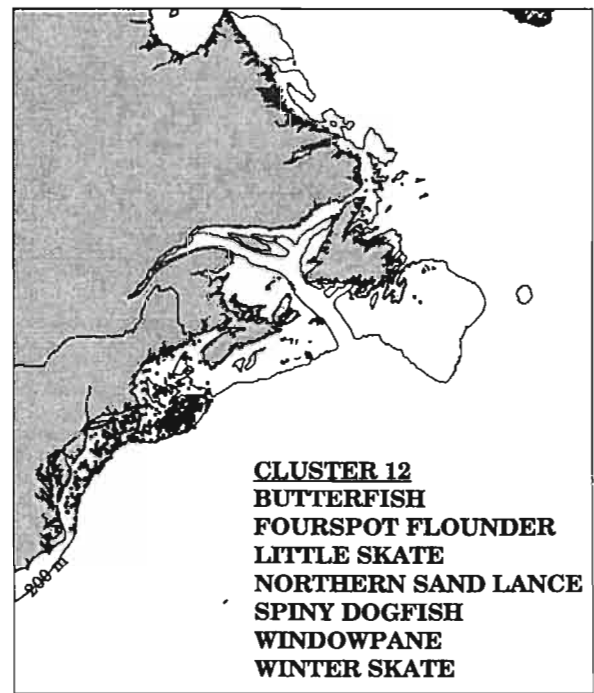 CLUSTER 12
BUTTERFISH
FOURSPOT FLOUNDER
LITTLE SKATE
NORTHERN SAND LANCE
SPINY DOGFISH
WINDOWPANE
WINTER SKATE
200 m